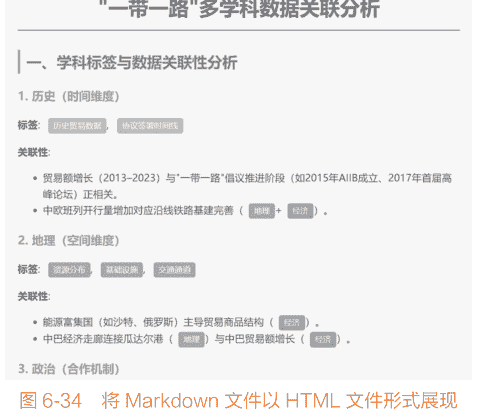 "一带一路"多学科数据关联分析
一、学科标签与数据关联性分析
1. 历史（时间维度）
标签: 历史贸易数据, 协议签署时间线
关联性:
• 贸易额增长（2013–2023）与"一带一路"倡议推进阶段（如2015年AIIB成立、2017年首届高
峰论坛）正相关。
• 中欧班列开行量增加对应沿线铁路基建完善（ 地理 + 经济 ）。
2. 地理（空间维度）
标签: 资源分布, 基础设施, 交通通道
关联性:
• 能源富集国（如沙特、俄罗斯）主导贸易商品结构（ 经济 ）。
• 中巴经济走廊连接瓜达尔港（ 地理 ）与中巴贸易额增长（ 经济 ）。
3. 政治（合作机制）
图 6-34 将 Markdown 文件以 HTML 文件形式展现